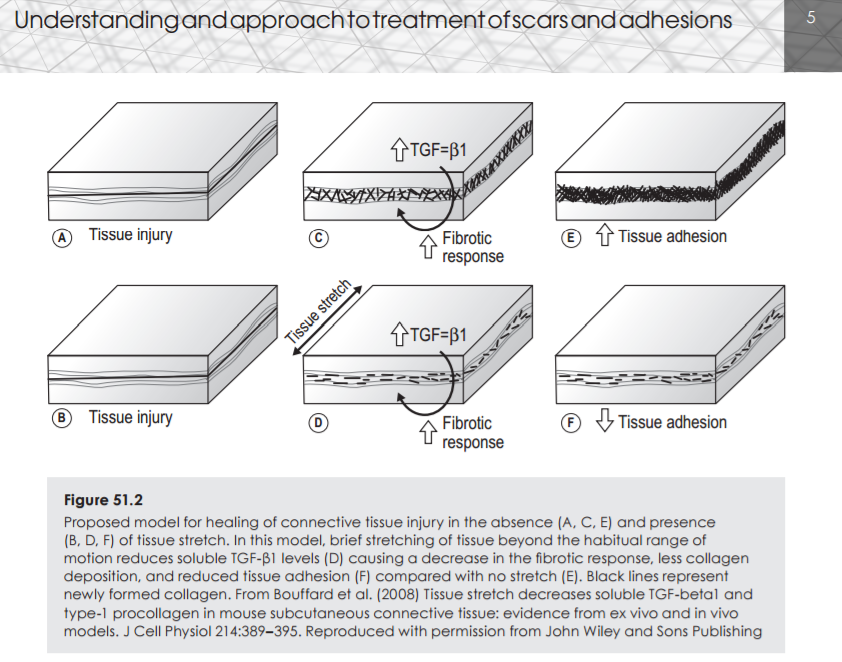 Understanding and approach to treatment of scars and adhesions
5
TGF=β1
Fibrotic
response
A Tissue injury
C
E Tissue adhesion
Tissue stretch
TGF=β1
Fibrotic
response
B Tissue injury
D
F Tissue adhesion
Figure 51.2
Proposed model for healing of connective tissue injury in the absence (A, C, E) and presence
(B, D, F) of tissue stretch. In this model, brief stretching of tissue beyond the habitual range of
motion reduces soluble TGF-β1 levels (D) causing a decrease in the fibrotic response, less collagen
deposition, and reduced tissue adhesion (F) compared with no stretch (E). Black lines represent
newly formed collagen. From Bouffard et al. (2008) Tissue stretch decreases soluble TGF-beta1 and
type-1 procollagen in mouse subcutaneous connective tissue: evidence from ex vivo and in vivo
models. J Cell Physiol 214:389–395. Reproduced with permission from John Wiley and Sons Publishing